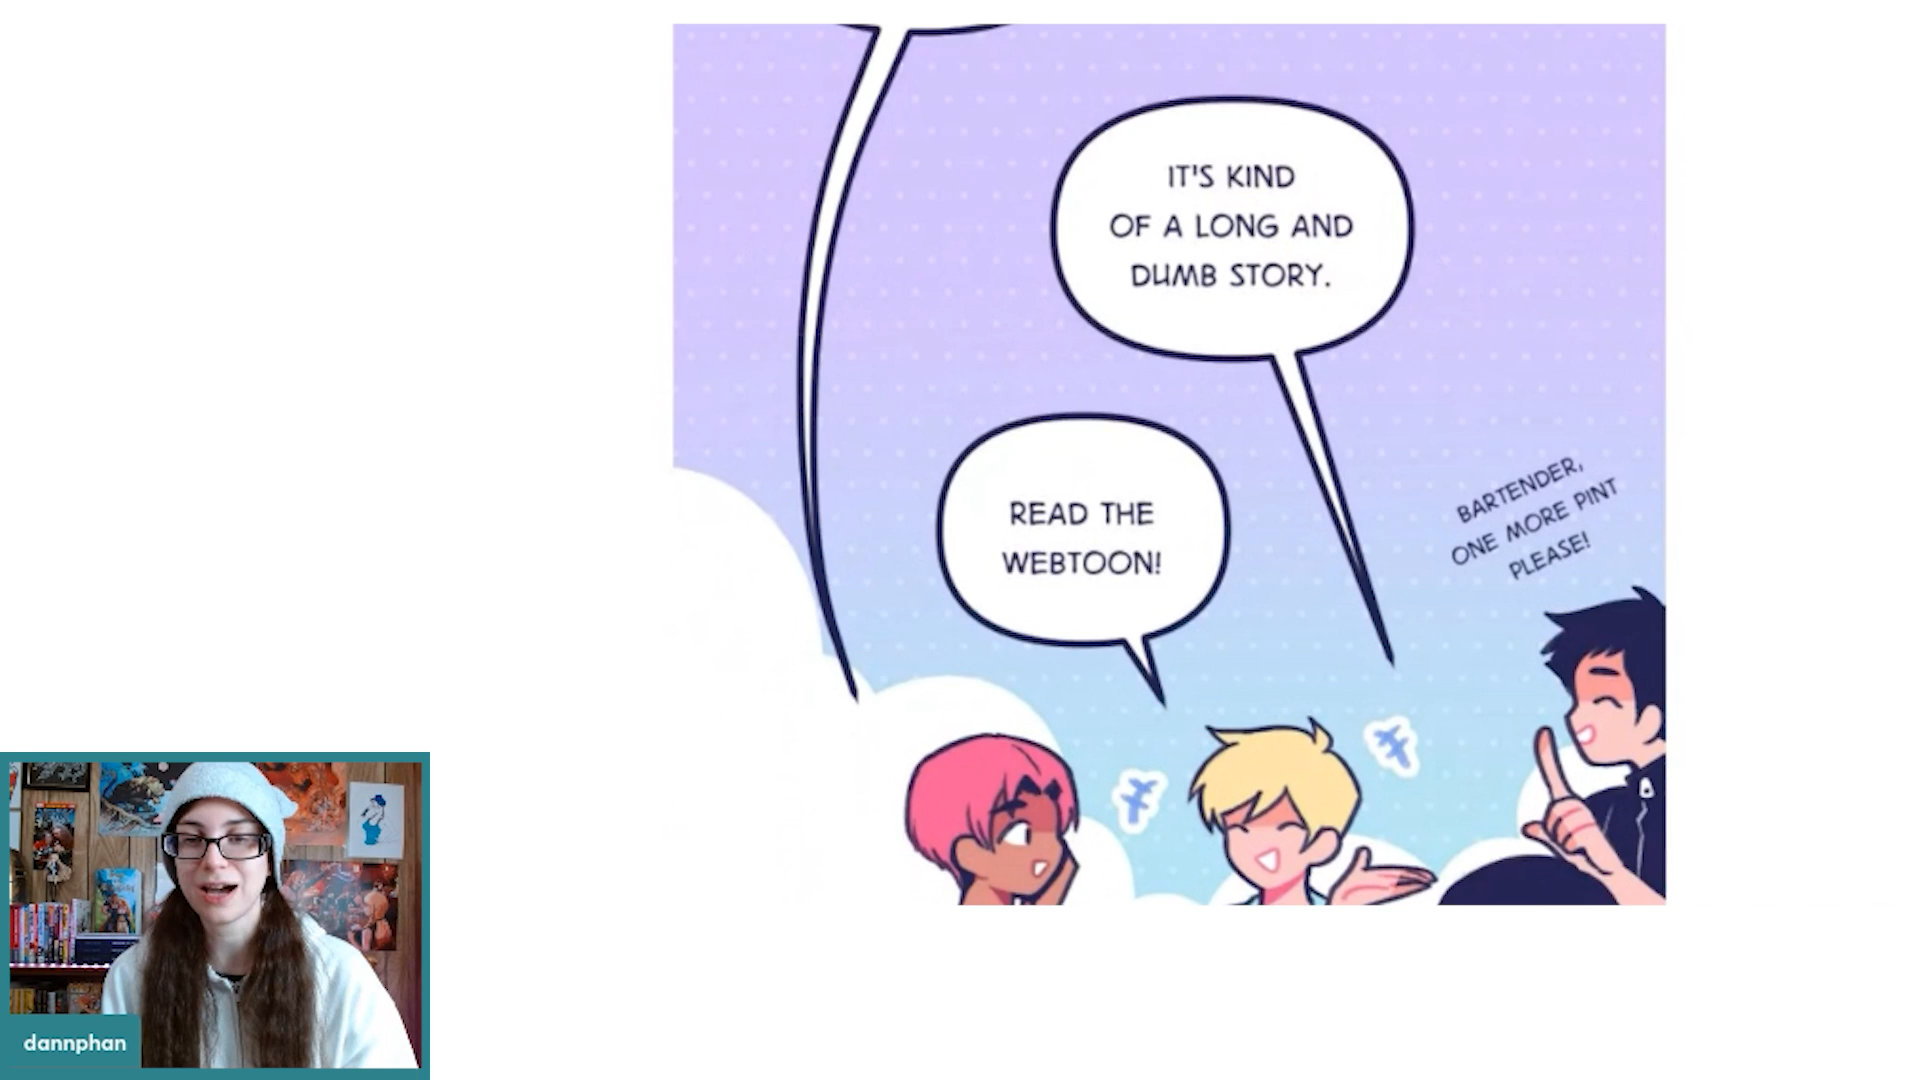 IT'S KIND
OF A LONG AND
DUMB STORY.
READ THE
WEBTOON!
BARTENDER,
ONE MORE PINT
PLEASE!
dannphan